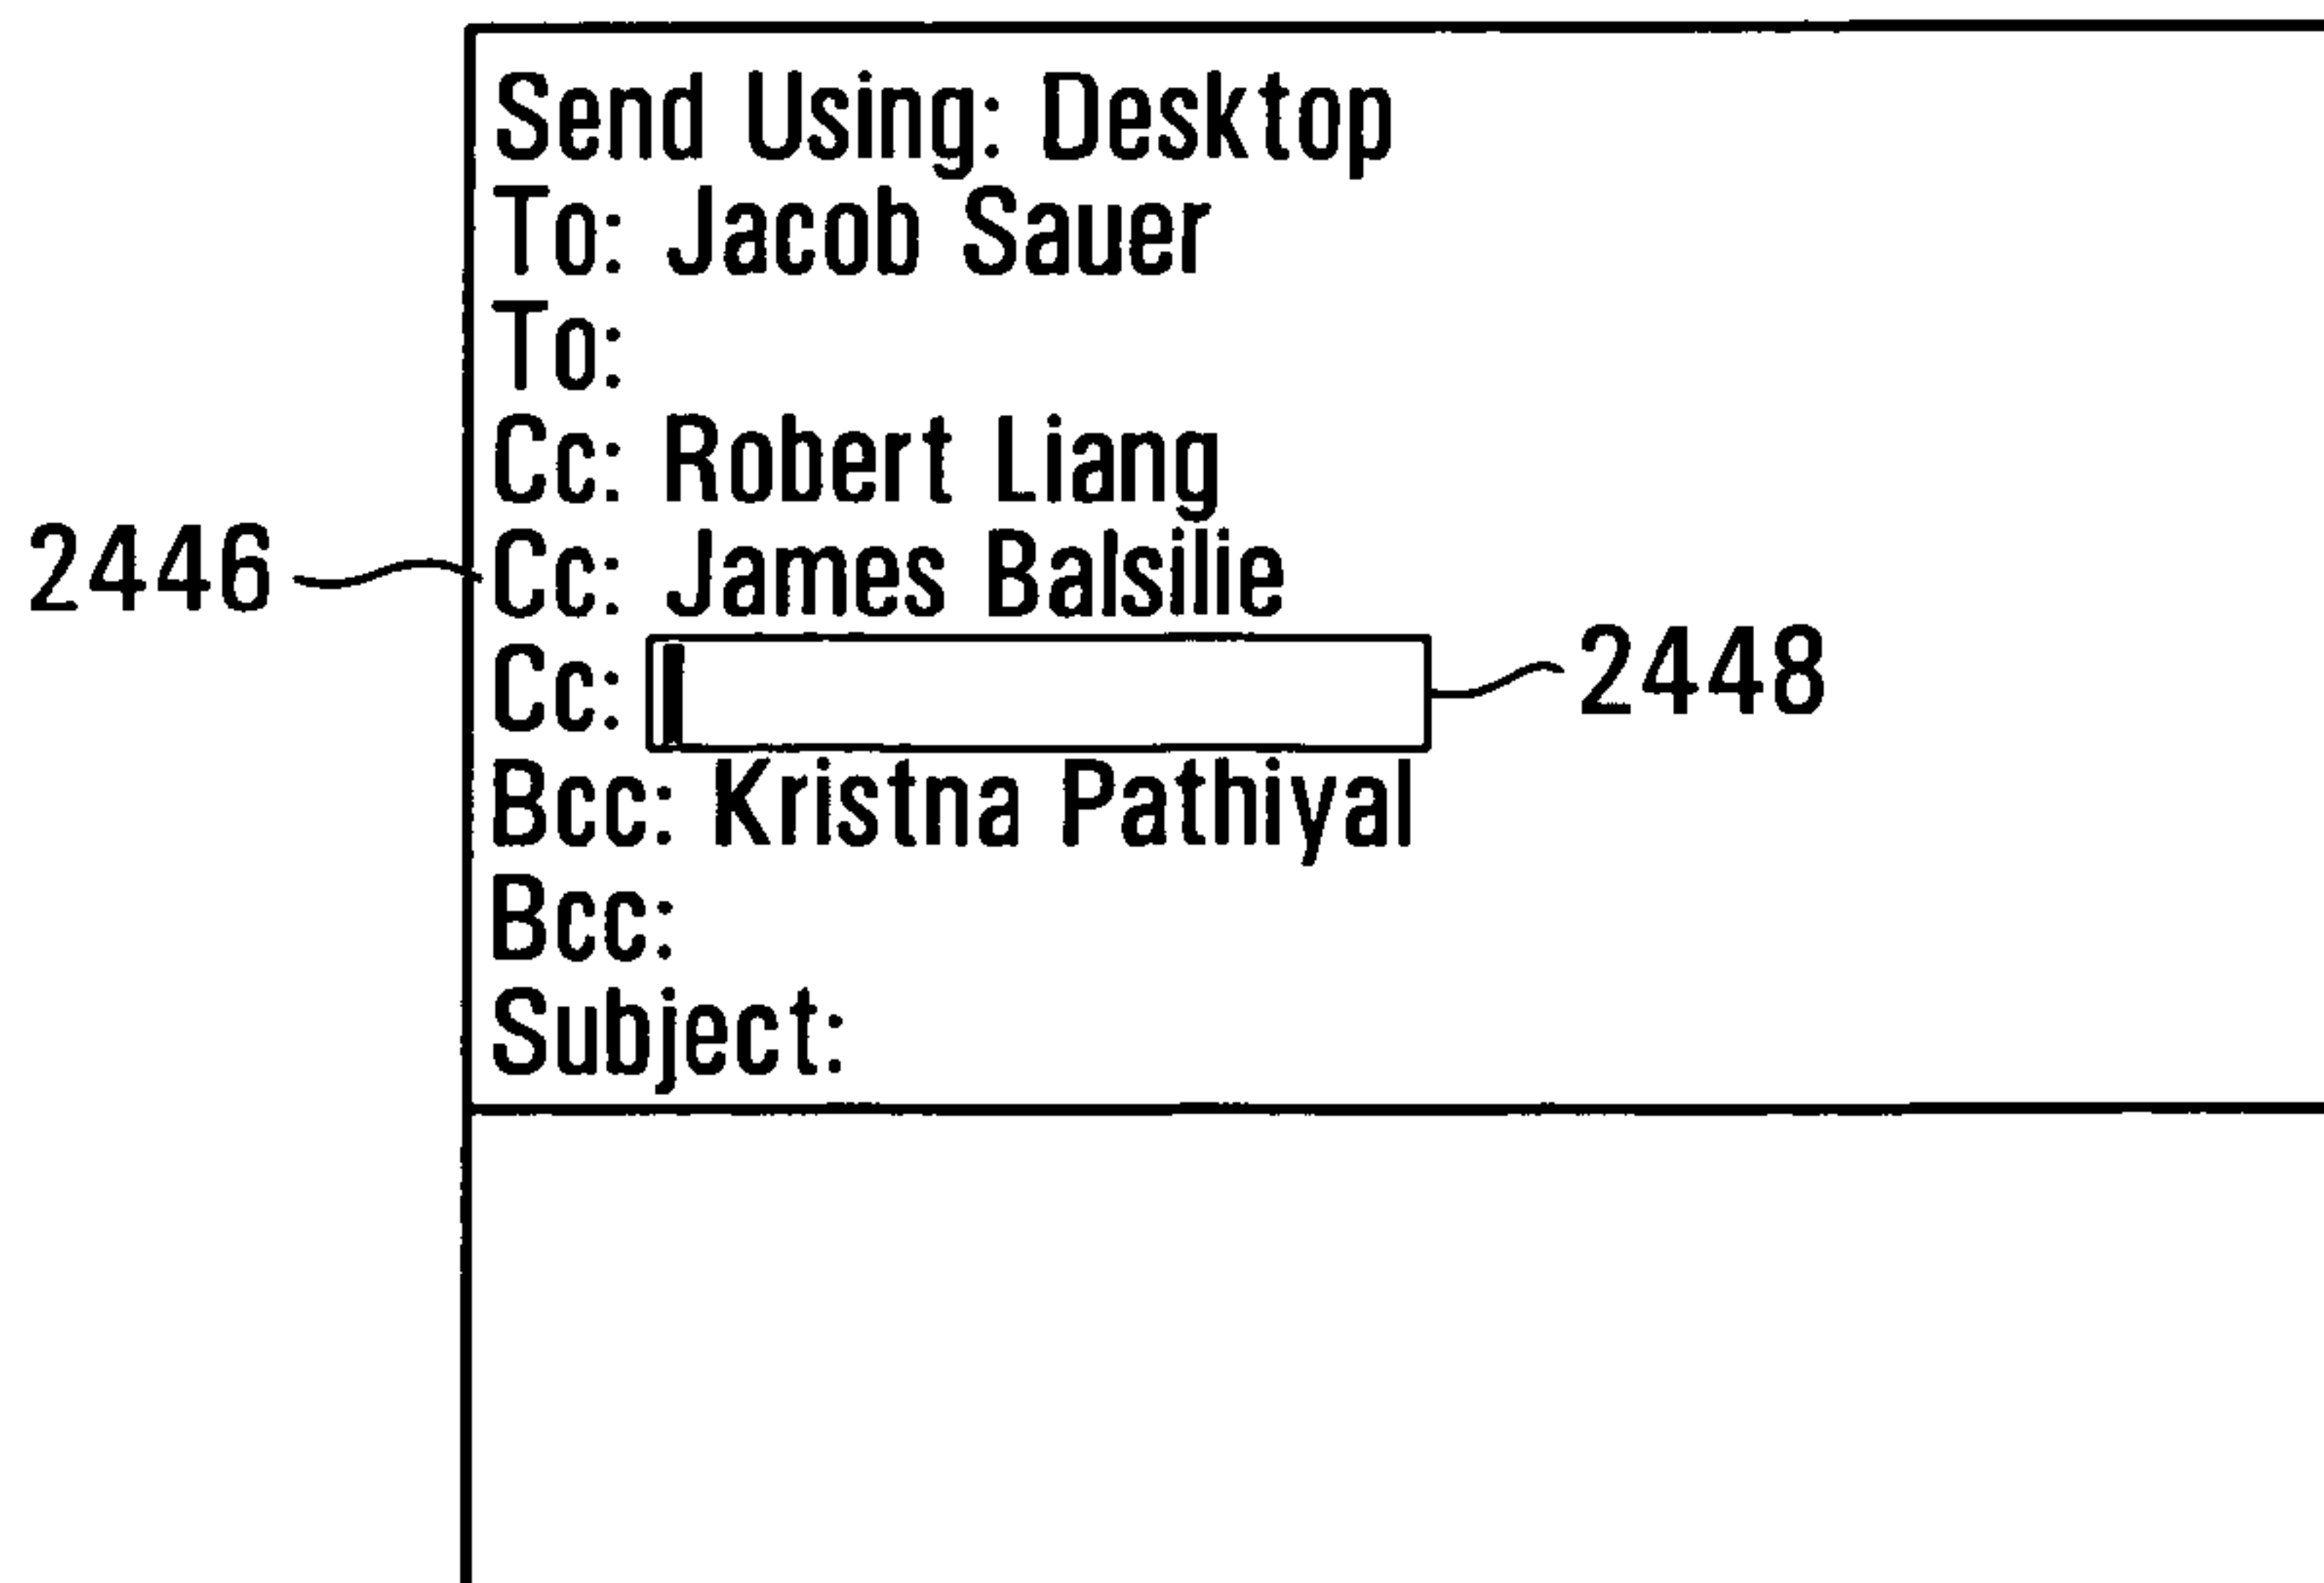 Send Using: Desktop
To: Jacob Sauer
To:
Cc: Robert Liang
2446 Cc: James Balsilie
Cc: 2448
Bcc: Kristna Pathiyal
Bcc:
Subject: